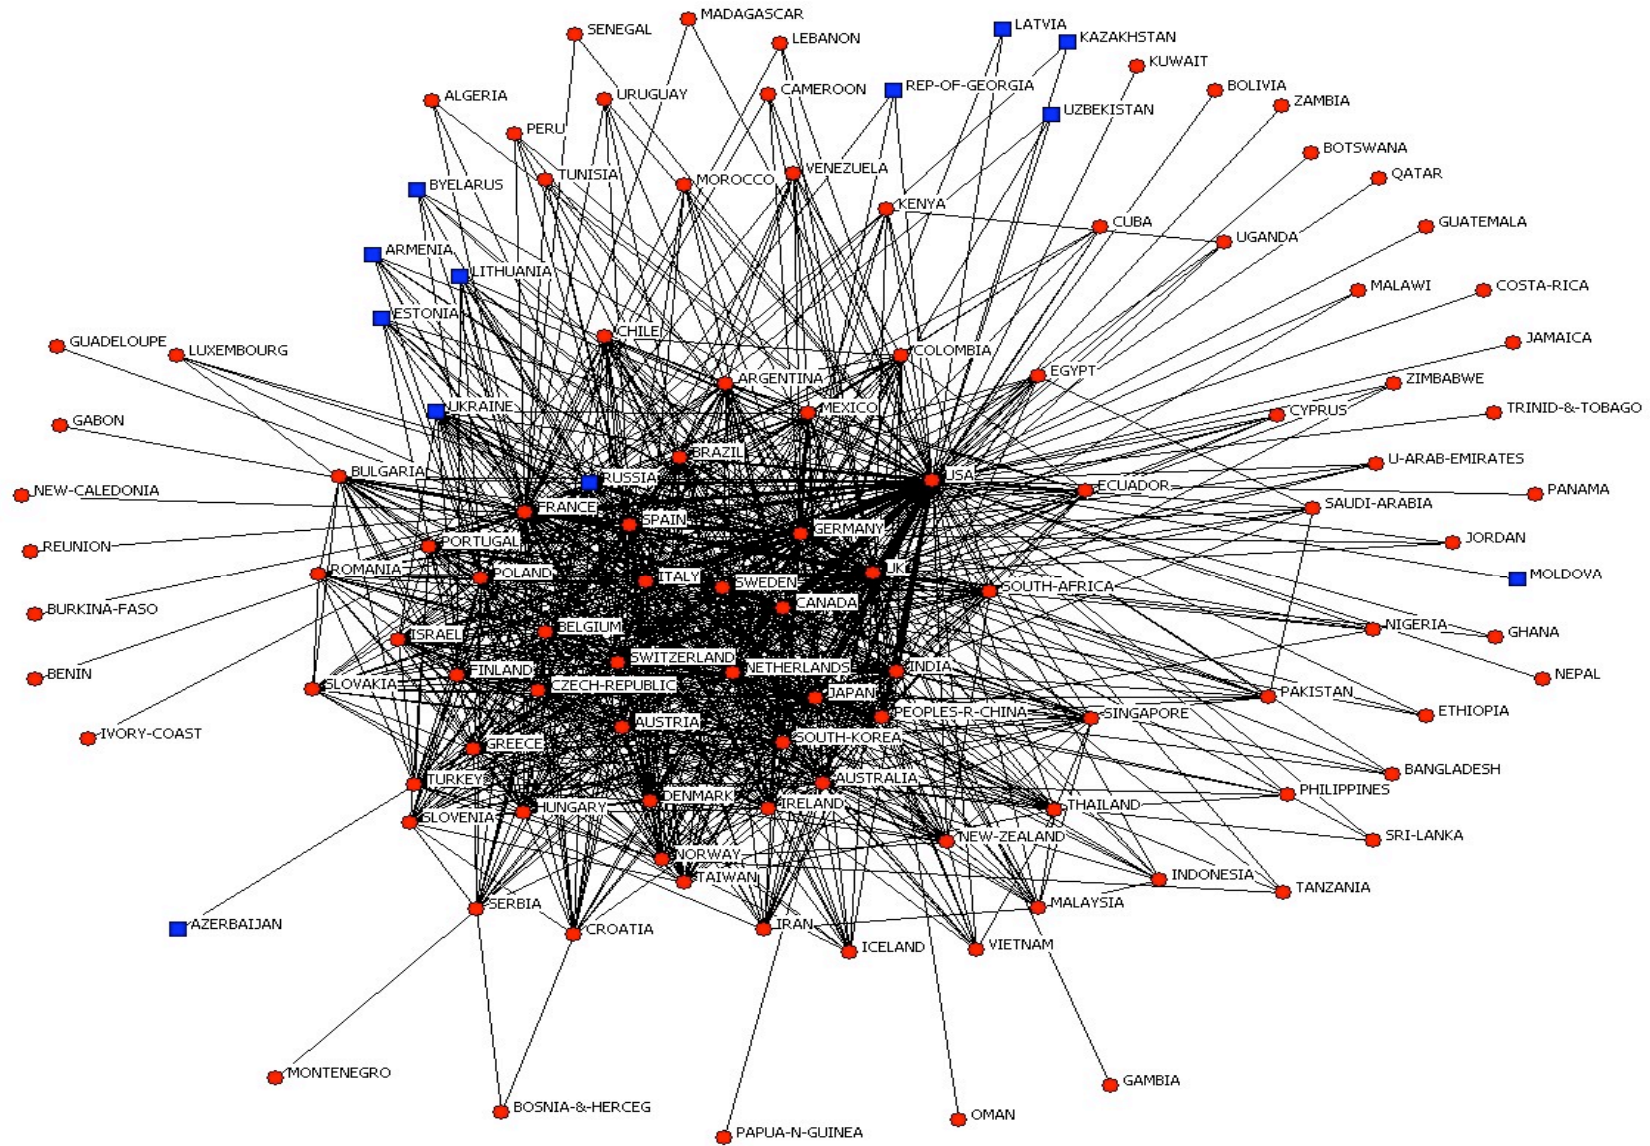 MADAGASCAR
SENEGAL
LATVIA
LEBANON
KAZAKHSTAN
KUWAIT
REP-OF-GEORGIA
BOLIVIA
CAMEROON
ALGERIA
URUGUAY
ZAMBIA
UZBEKISTAN
PERU
BOTSWANA
VENEZUELA
TUNISIA
QATAR
BYELARUS
MOROCCO
KENYA
CUBA
GUATEMALA
UGANDA
ARMENIA
LITHUANIA
MALAWI
COSTA-RICA
ESTONIA
CHILE
GUADELOUPE
JAMAICA
LUXEMBOURG
COLOMBIA
EGYPT
ARGENTINA
ZIMBABWE
UKRAINE
MEXICO
CYPRUS
TRINID-&-TOBAGO
GABON
BRAZIL
U-ARAB-EMIRATES
BULGARIA
RUSSIA
USA
ECUADOR
NEW-CALEDONIA
PANAMA
SAUDI-ARABIA
FRANCE
SPAIN
GERMANY
PORTUGAL
JORDAN
REUNION
ROMANIA
POLAND
ITALY
SWEDEN
UK
MOLDOVA
SOUTH-AFRICA
CANADA
BURKINA-FASO
BELGIUM
NIGERIA
GHANA
ISRAEL
SWITZERLAND
NETHERLANDS
INDIA
FINLAND
BENIN
NEPAL
SLOVAKIA
CZECH-REPUBLIC
JAPAN
PAKISTAN
PEOPLES-R-CHINA
SINGAPORE
ETHIOPIA
AUSTRIA
IVORY-COAST
SOUTH-KOREA
GREECE
BANGLADESH
TURKEY
AUSTRALIA
PHILIPPINES
DENMARK
IRELAND
HUNGARY
THAILAND
SLOVENIA
NEW-ZEALAND
SRI-LANKA
NORWAY
TAIWAN
INDONESIA
TANZANIA
SERBIA
MALAYSIA
AZERBAIJAN
CROATIA
IRAN
ICELAND
VIETNAM
MONTENEGRO
GAMBIA
BOSNIA-&-HERCEG
OMAN
PAPUA-N-GUINEA